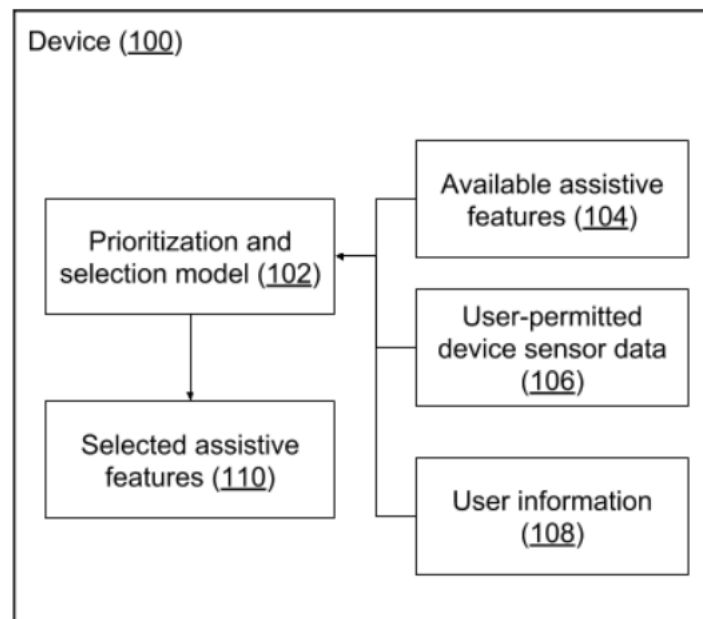 Device (100)
Available assistive
features (104)
Prioritization and
selection model (102)
User-permitted
device sensor data
(106)
Selected assistive
features (110)
User information
(108)